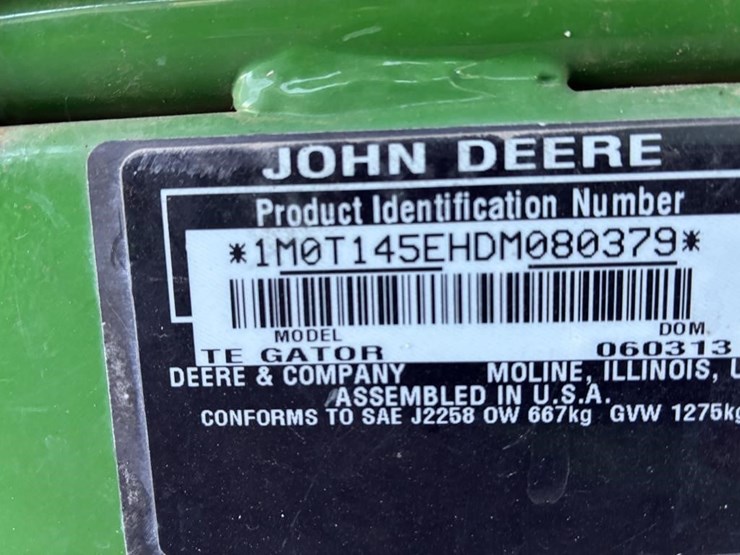 JOHN DEERE
Product Identification Number
*1M0T145EHDM080379*
MODEL DOM
TE GATOR 060313
DEERE & COMPANY MOLINE, ILLINOIS,
ASSEMBLED IN U.S.A.
CONFORMS TO SAE J2258 OW 667kg GVW 1275kg